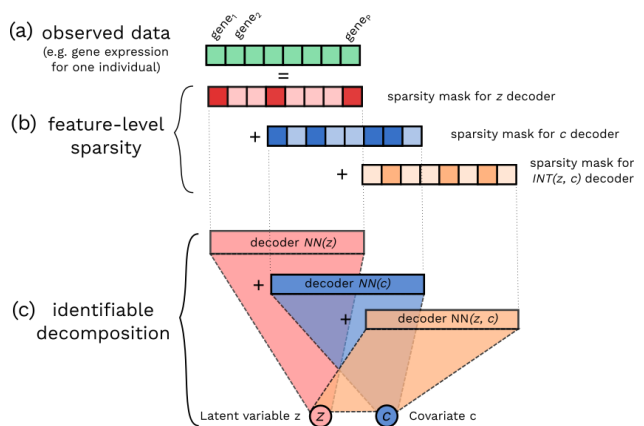 (a) observed data
(e.g. gene expression
for one individual)
gene₁ gene₂ geneₚ
=
sparsity mask for z decoder
(b) feature-level
sparsity
+ sparsity mask for c decoder
+ sparsity mask for
INT(z, c) decoder
decoder NN(z)
+ decoder NN(c)
(c) identifiable
decomposition
+ decoder NN(z, c)
Latent variable z z c Covariate c